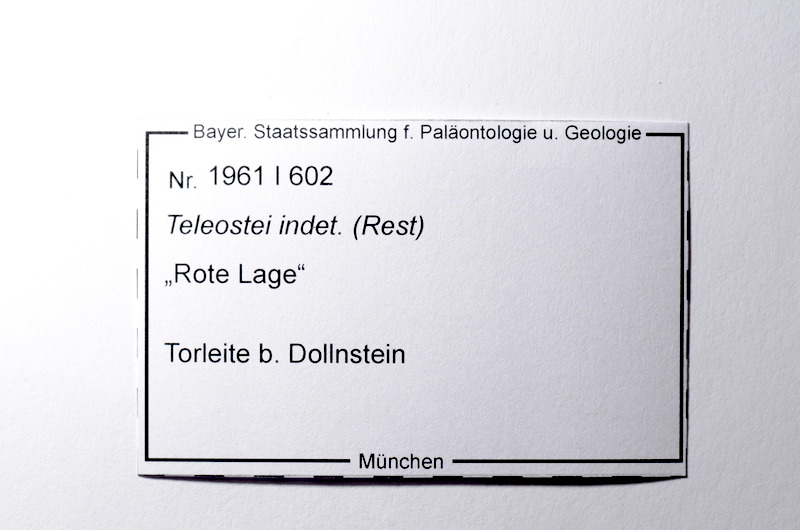 Bayer. Staatssammlung f. Paläontologie u. Geologie
Nr. 1961 I 602
Teleostei indet. (Rest)
„Rote Lage“
Torleite b. Dollnstein
München